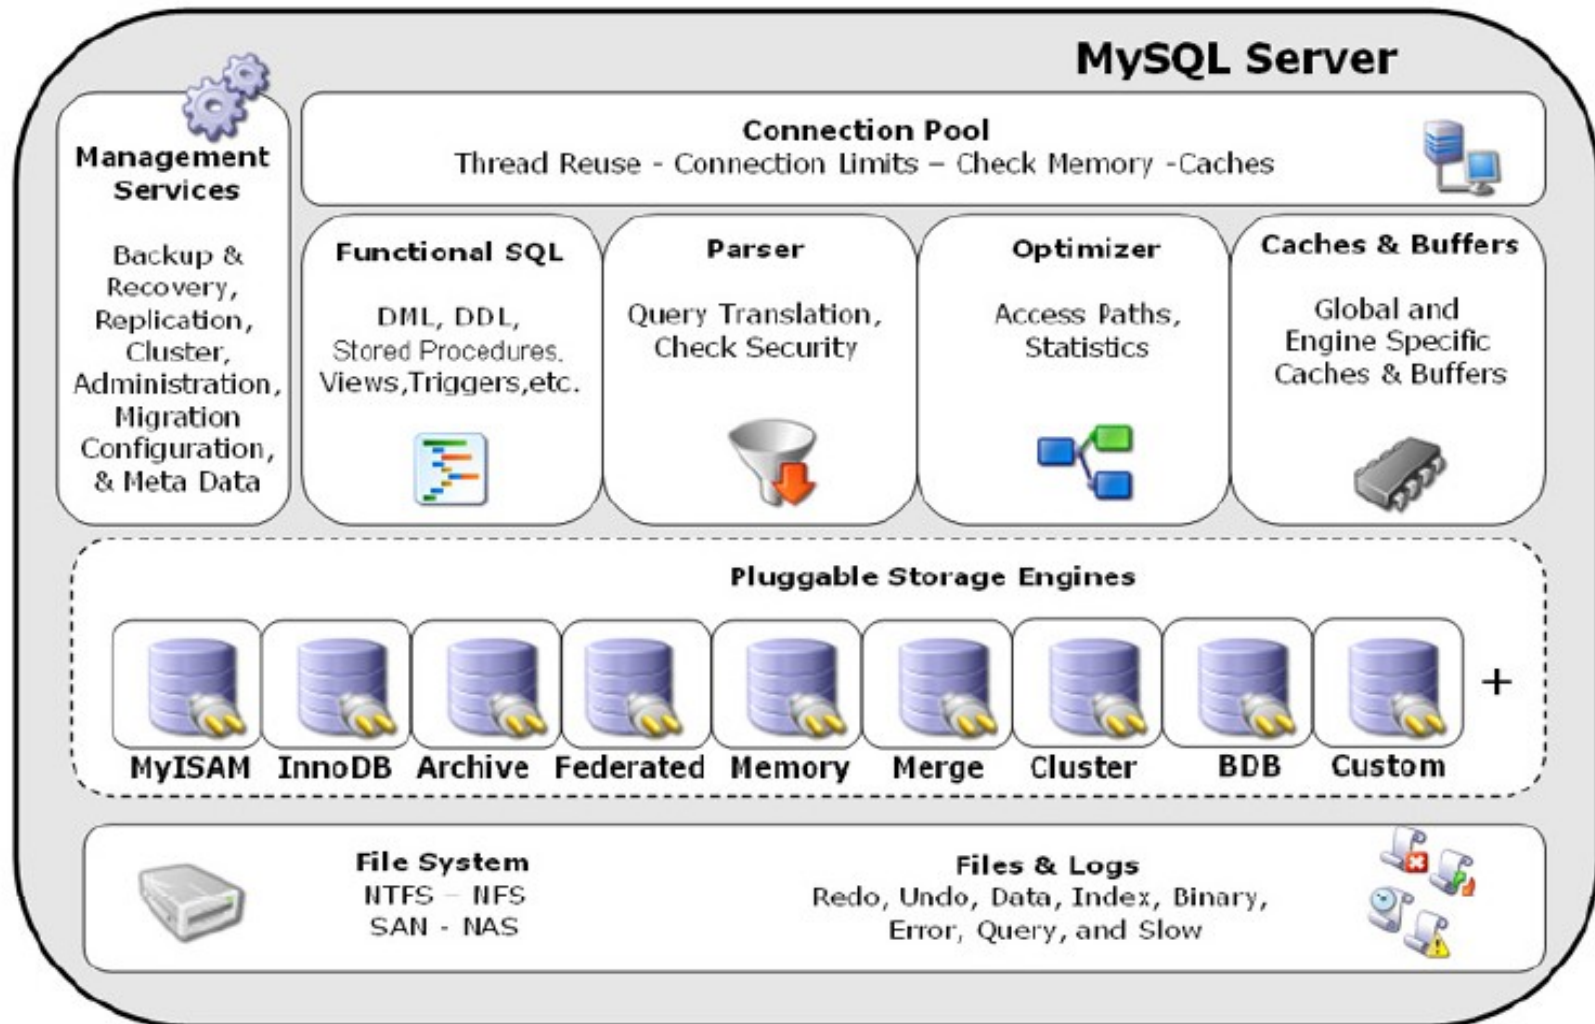 MySQL Server
Management
Services
Backup &
Recovery,
Replication,
Cluster,
Administration,
Migration
Configuration,
& Meta Data
Connection Pool
Thread Reuse - Connection Limits – Check Memory -Caches
Functional SQL
DML, DDL,
Stored Procedures.
Views,Triggers,etc.
Parser
Query Translation,
Check Security
Optimizer
Access Paths,
Statistics
Caches & Buffers
Global and
Engine Specific
Caches & Buffers
Pluggable Storage Engines
MyISAM InnoDB Archive Federated Memory Merge Cluster BDB Custom +
File System
NTFS – NFS
SAN - NAS
Files & Logs
Redo, Undo, Data, Index, Binary,
Error, Query, and Slow